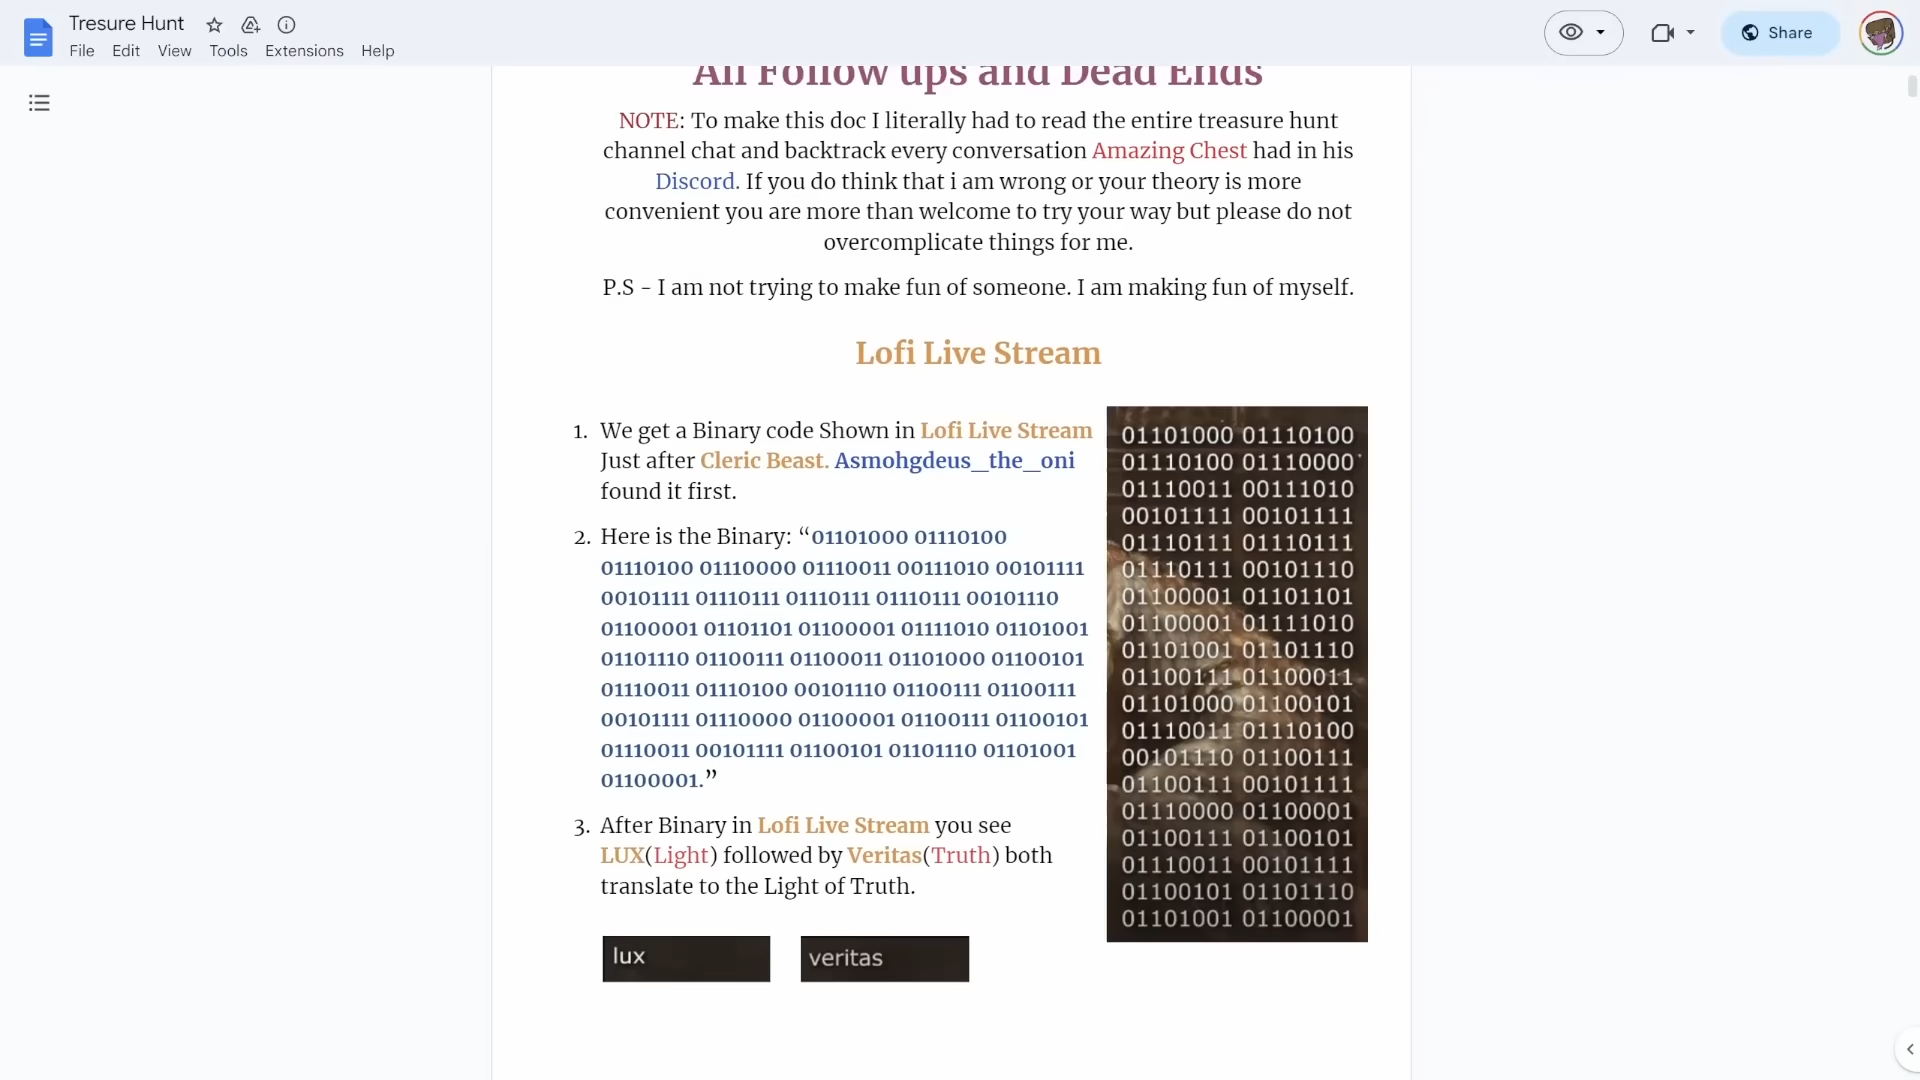 Tresure Hunt
File Edit View Tools Extensions Help
Share
All Follow ups and Dead Ends
NOTE: To make this doc I literally had to read the entire treasure hunt
channel chat and backtrack every conversation Amazing Chest had in his
Discord. If you do think that i am wrong or your theory is more
convenient you are more than welcome to try your way but please do not
overcomplicate things for me.
P.S - I am not trying to make fun of someone. I am making fun of myself.
Lofi Live Stream
1. We get a Binary code Shown in Lofi Live Stream
Just after Cleric Beast. Asmohgdeus_the_oni
found it first.
2. Here is the Binary: “01101000 01110100
01110100 01110000 01110011 00111010 00101111
00101111 01110111 01110111 01110111 00101110
01100001 01101101 01100001 01111010 01101001
01101110 01100111 01100011 01101000 01100101
01110011 01110100 00101110 01100111 01100111
00101111 01110000 01100001 01100111 01100101
01110011 00101111 01100101 01101110 01101001
01100001.”
3. After Binary in Lofi Live Stream you see
LUX(Light) followed by Veritas(Truth) both
translate to the Light of Truth.
lux
veritas
01101000 01110100
01110100 01110000
01110011 00111010
00101111 00101111
01110111 01110111
01110111 00101110
01100001 01101101
01100001 01111010
01101001 01101110
01100111 01100011
01101000 01100101
01110011 01110100
00101110 01100111
01100111 00101111
01110000 01100001
01100111 01100101
01110011 00101111
01100101 01101110
01101001 01100001